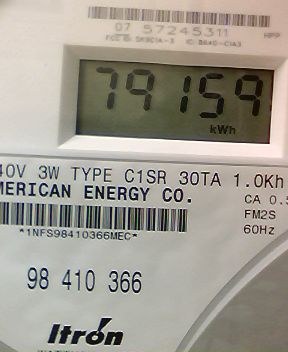 07 57245311
79159
kWh
40V 3W TYPE C1SR 30TA 1.0Kh
MERICAN ENERGY CO.
CA 0.5
FM2S
60Hz
*1NFS98410366MEC*
98 410 366
Itron